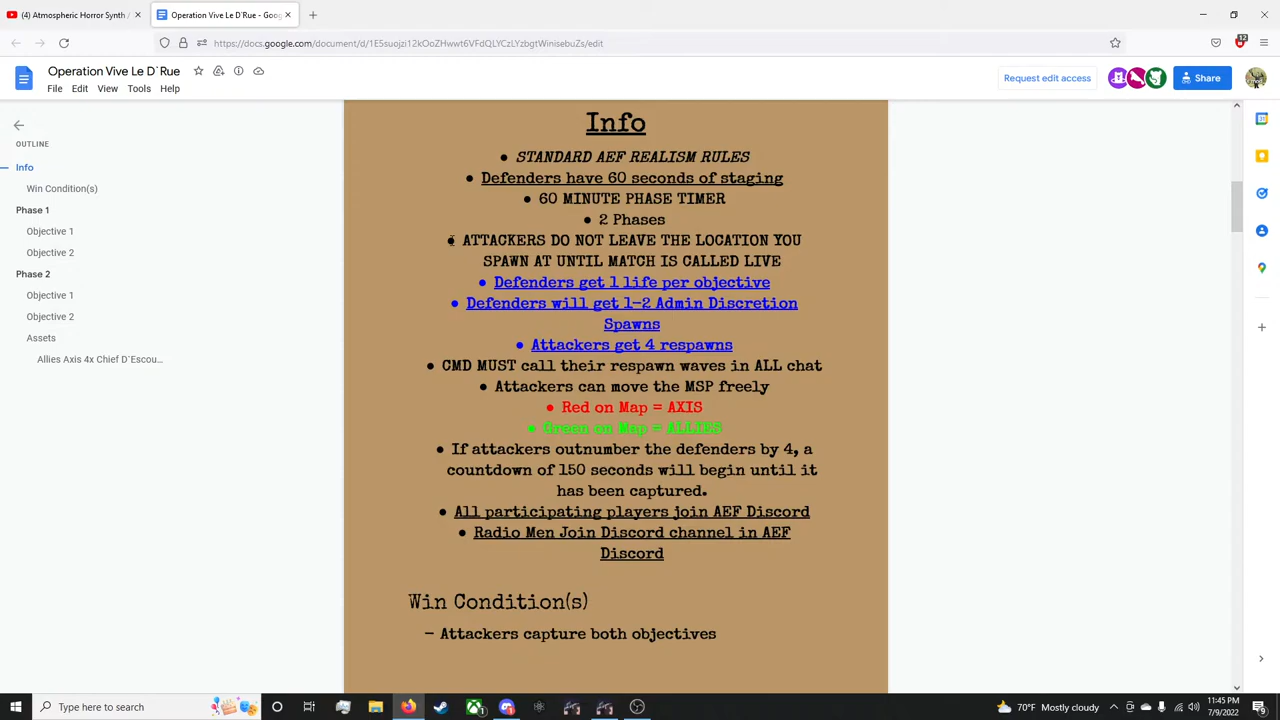 (4) Atmospheric Horror Synth /
Operation Vive Le D`Rue - Goog
https://docs.google.com/document/d/1E5suojzi12kOoZHwwt6VFdQLYCzLYzbgtWinisebuZs/edit
12
Operation Vive Le D`Rue
File Edit View Tools Help
Request edit access
Share
OUTLINE
Info
Win Condition(s)
Phase 1
Objective 1
Objective 2
Phase 2
Objective 1
Objective 2
Assets
Allies Axis 4x Chief D`Escou...
Info
● STANDARD AEF REALISM RULES
● Defenders have 60 seconds of staging
● 60 MINUTE PHASE TIMER
● 2 Phases
● ATTACKERS DO NOT LEAVE THE LOCATION YOU
SPAWN AT UNTIL MATCH IS CALLED LIVE
● Defenders get 1 life per objective
● Defenders will get 1-2 Admin Discretion
Spawns
● Attackers get 4 respawns
● CMD MUST call their respawn waves in ALL chat
● Attackers can move the MSP freely
● Red on Map = AXIS
● Green on Map = ALLIES
● If attackers outnumber the defenders by 4, a
countdown of 150 seconds will begin until it
has been captured.
● All participating players join AEF Discord
● Radio Men Join Discord channel in AEF
Discord
Win Condition(s)
- Attackers capture both objectives
Type here to search
70°F Mostly cloudy
11:45 PM
7/9/2022